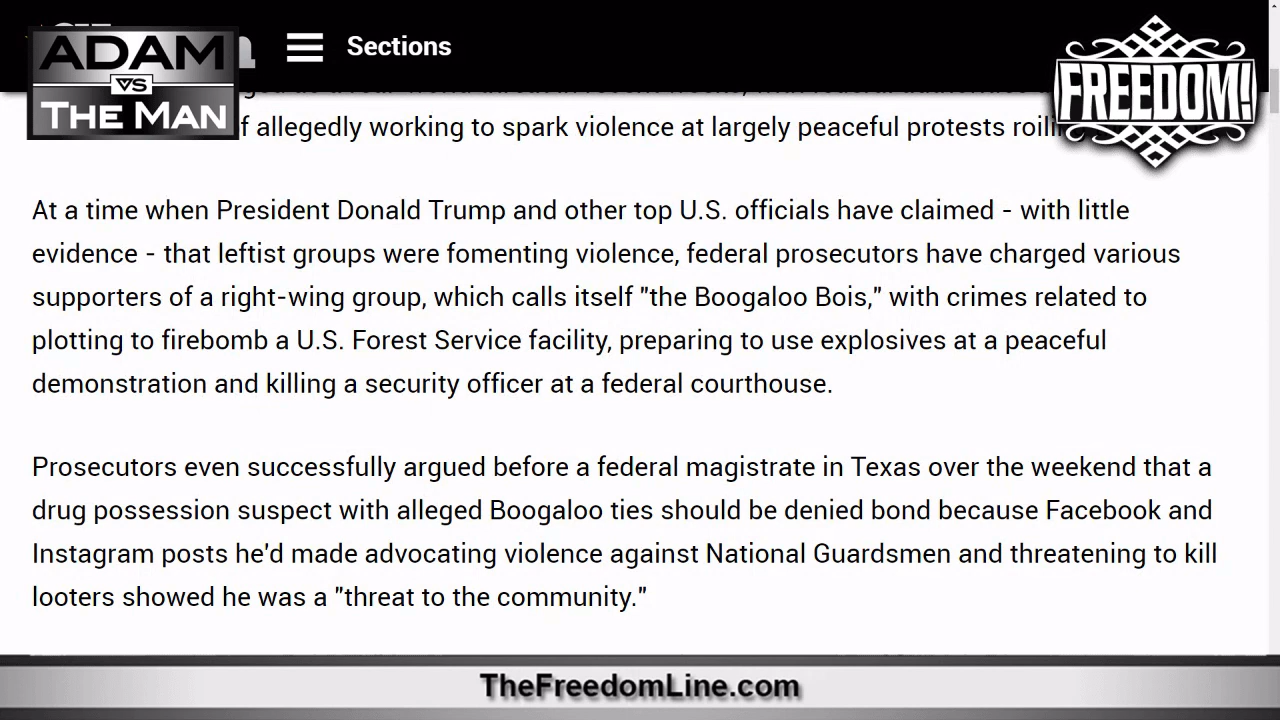 ADAM
VS
THE MAN
Sections
FREEDOM!
f allegedly working to spark violence at largely peaceful protests
At a time when President Donald Trump and other top U.S. officials have claimed - with little
evidence - that leftist groups were fomenting violence, federal prosecutors have charged various
supporters of a right-wing group, which calls itself "the Boogaloo Bois," with crimes related to
plotting to firebomb a U.S. Forest Service facility, preparing to use explosives at a peaceful
demonstration and killing a security officer at a federal courthouse.
Prosecutors even successfully argued before a federal magistrate in Texas over the weekend that a
drug possession suspect with alleged Boogaloo ties should be denied bond because Facebook and
Instagram posts he'd made advocating violence against National Guardsmen and threatening to kill
looters showed he was a "threat to the community."
TheFreedomLine.com